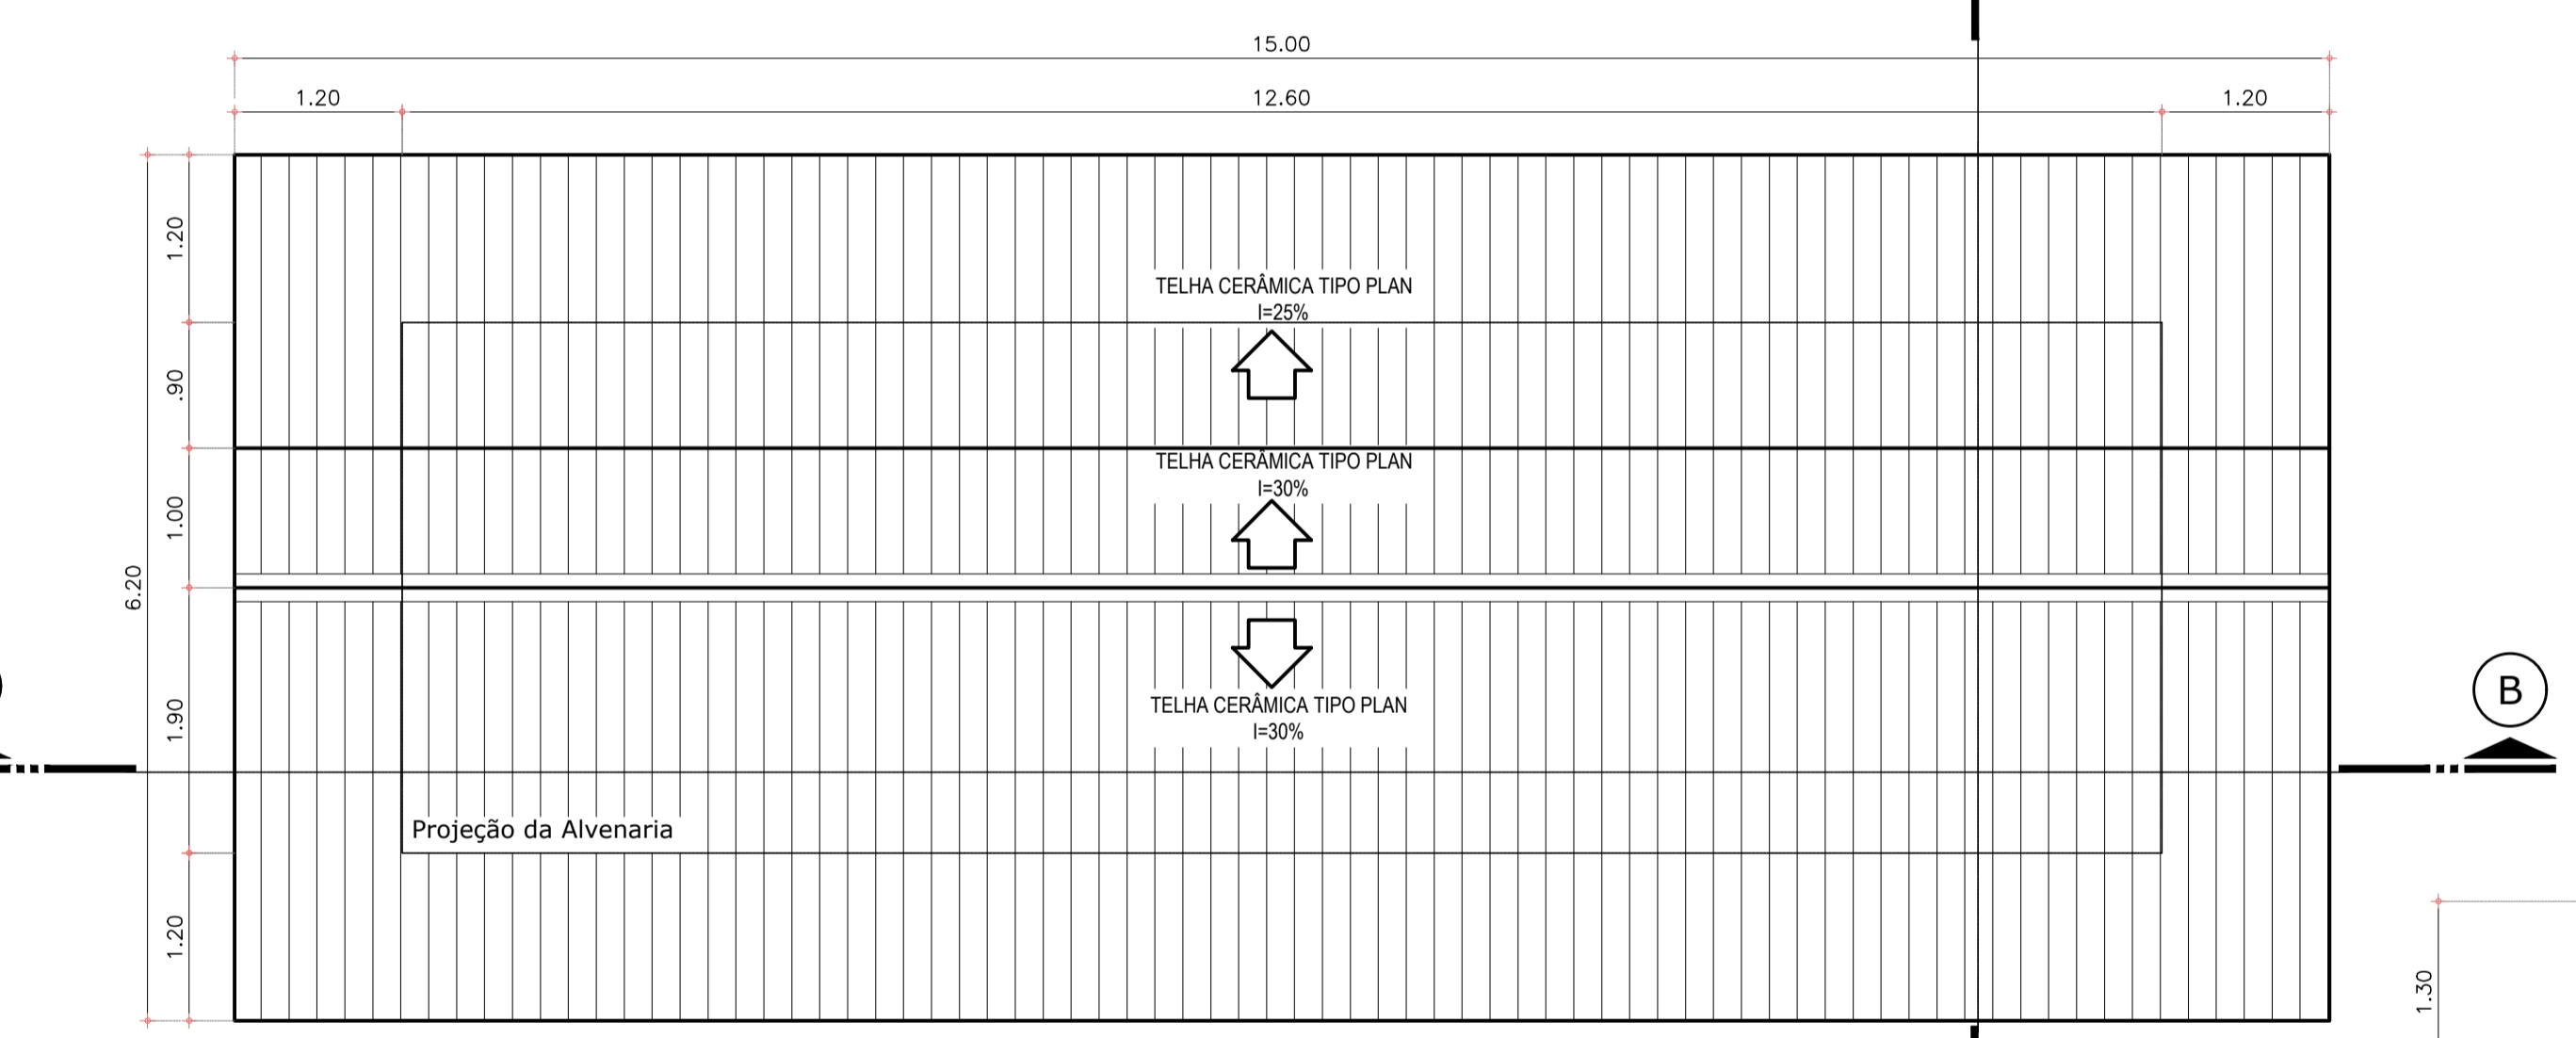 15.00
1.20
12.60
1.20
1.20
TELHA CERÂMICA TIPO PLAN
I=25%
.90
TELHA CERÂMICA TIPO PLAN
I=30%
1.00
6.20
1.90
TELHA CERÂMICA TIPO PLAN
I=30%
B
Projeção da Alvenaria
1.20
1.30